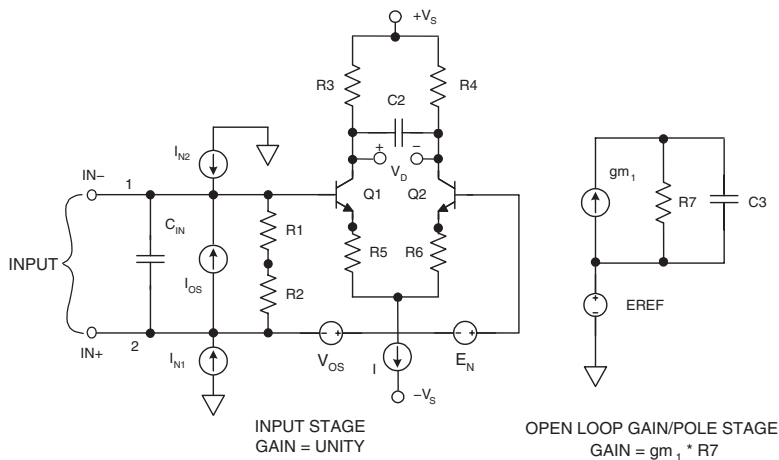 +VS
R3
R4
C2
IN2
+
−
VD
gm1
R7
C3
IN−
1
Q1
Q2
CIN
R1
INPUT
R5
R6
IOS
R2
+
−
EREF
IN+
2
IN1
− +
VOS
− +
EN
I
−VS
INPUT STAGE
GAIN = UNITY
OPEN LOOP GAIN/POLE STAGE
GAIN = gm1 * R7